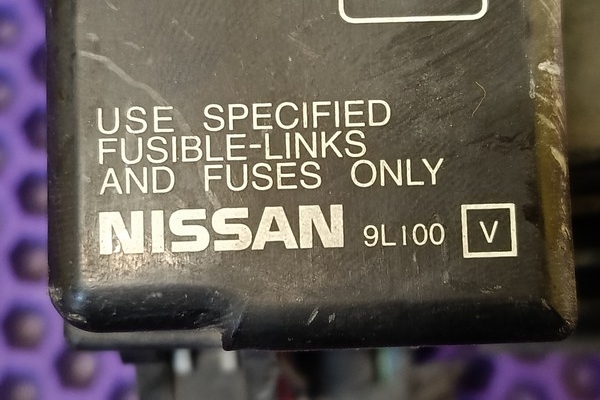 USE SPECIFIED
FUSIBLE-LINKS
AND FUSES ONLY
NISSAN 9L100 V